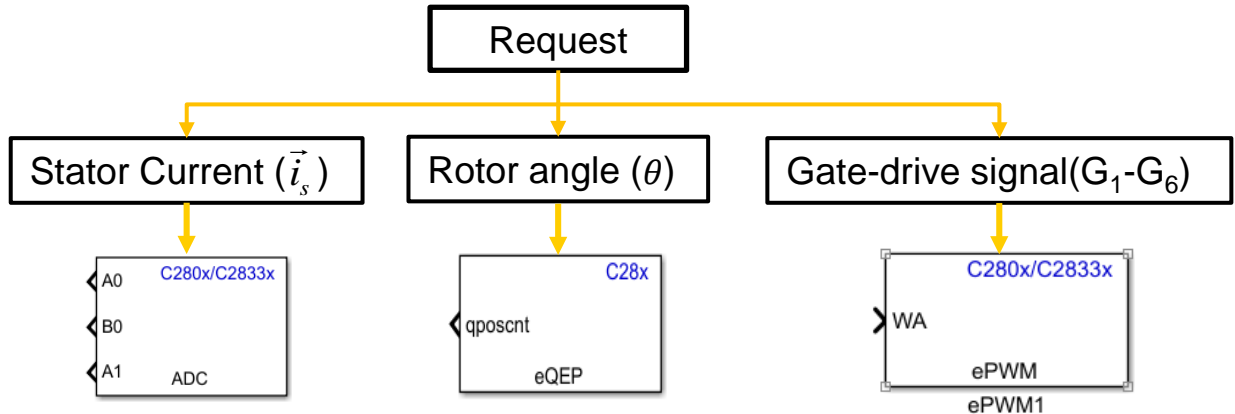 Request
Stator Current (i⃗ₛ)
Rotor angle (θ)
Gate-drive signal(G₁-G₆)
A0
C280x/C2833x
B0
A1
ADC
C28x
qposcnt
eQEP
C280x/C2833x
WA
ePWM
ePWM1